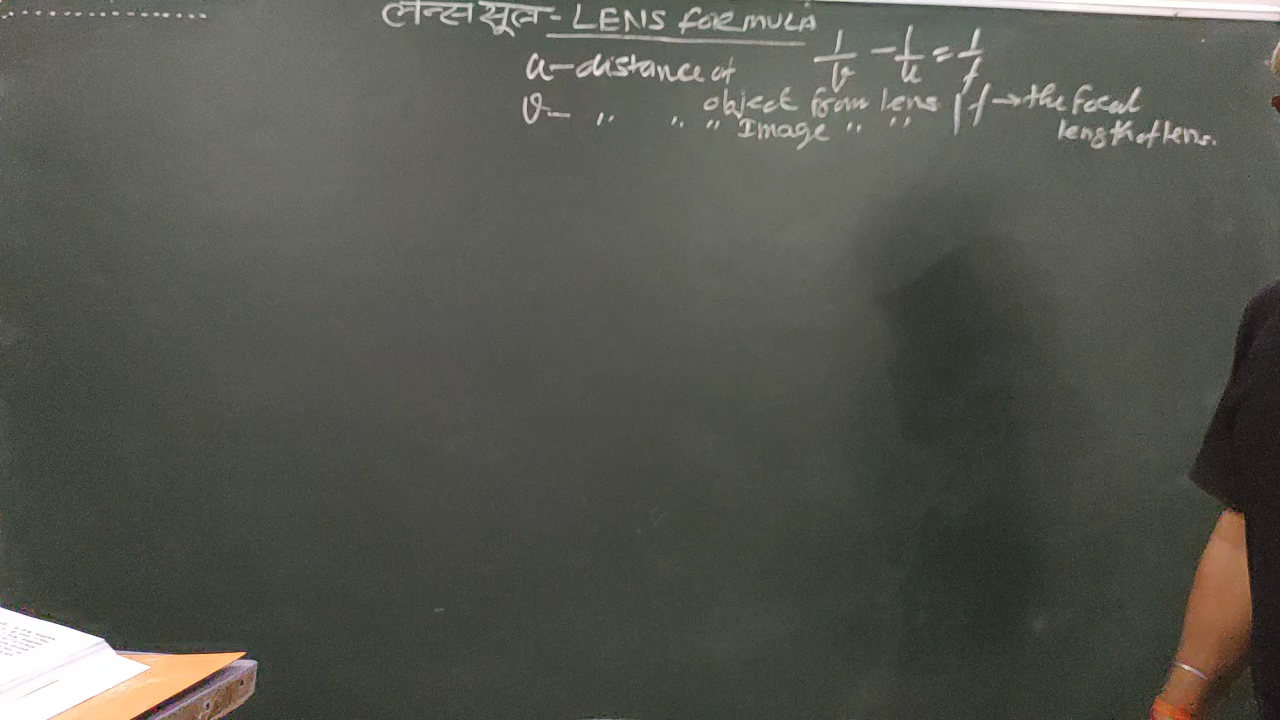 लेन्स सूत्र - LENS FORMULA
1/v - 1/u = 1/f
u - distance of object from lens | f → the focal length of lens.
v - ,, ,, ,, Image ,, ,,